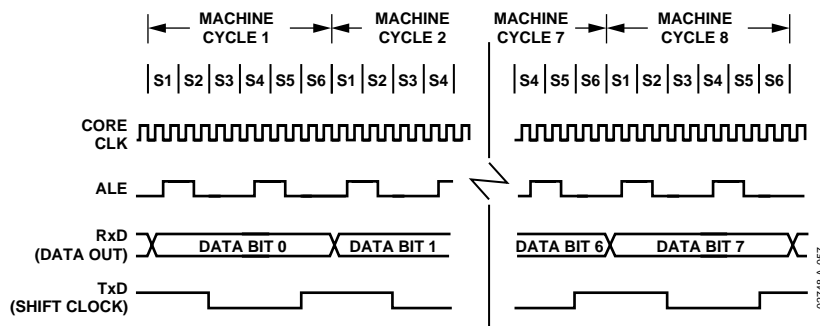 MACHINE CYCLE 1
MACHINE CYCLE 2
MACHINE CYCLE 7
MACHINE CYCLE 8
S1 S2 S3 S4 S5 S6 S1 S2 S3 S4 S4 S5 S6 S1 S2 S3 S4 S5 S6
CORE CLK
ALE
RxD (DATA OUT)
DATA BIT 0 DATA BIT 1 DATA BIT 6 DATA BIT 7
TxD (SHIFT CLOCK)